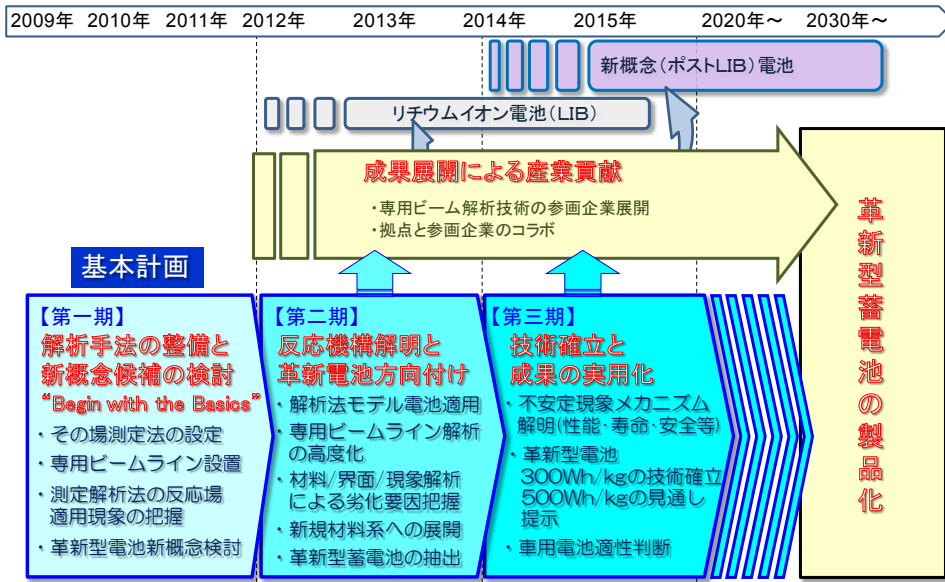 2009年 2010年 2011年 2012年 2013年 2014年 2015年 2020年～ 2030年～
新概念（ポストLIB）電池
リチウムイオン電池（LIB）
成果展開による産業貢献
・専用ビーム解析技術の参画企業展開
・拠点と参画企業のコラボ
基本計画
【第一期】
解析手法の整備と
新概念候補の検討
“Begin with the Basics”
・その場測定法の設定
・専用ビームライン設置
・測定解析法の反応場
適用現象の把握
・革新型電池新概念検討
【第二期】
反応機構解明と
革新電池方向付け
・解析法モデル電池適用
・専用ビームライン解析
の高度化
・材料/界面/現象解析
による劣化要因把握
・新規材料系への展開
・革新型蓄電池の抽出
【第三期】
技術確立と
成果の実用化
・不安定現象メカニズム
解明(性能･寿命･安全等)
・革新型電池
300Wh/kgの技術確立
500Wh/kgの見通し
提示
・車用電池適性判断
革新型蓄電池の製品化